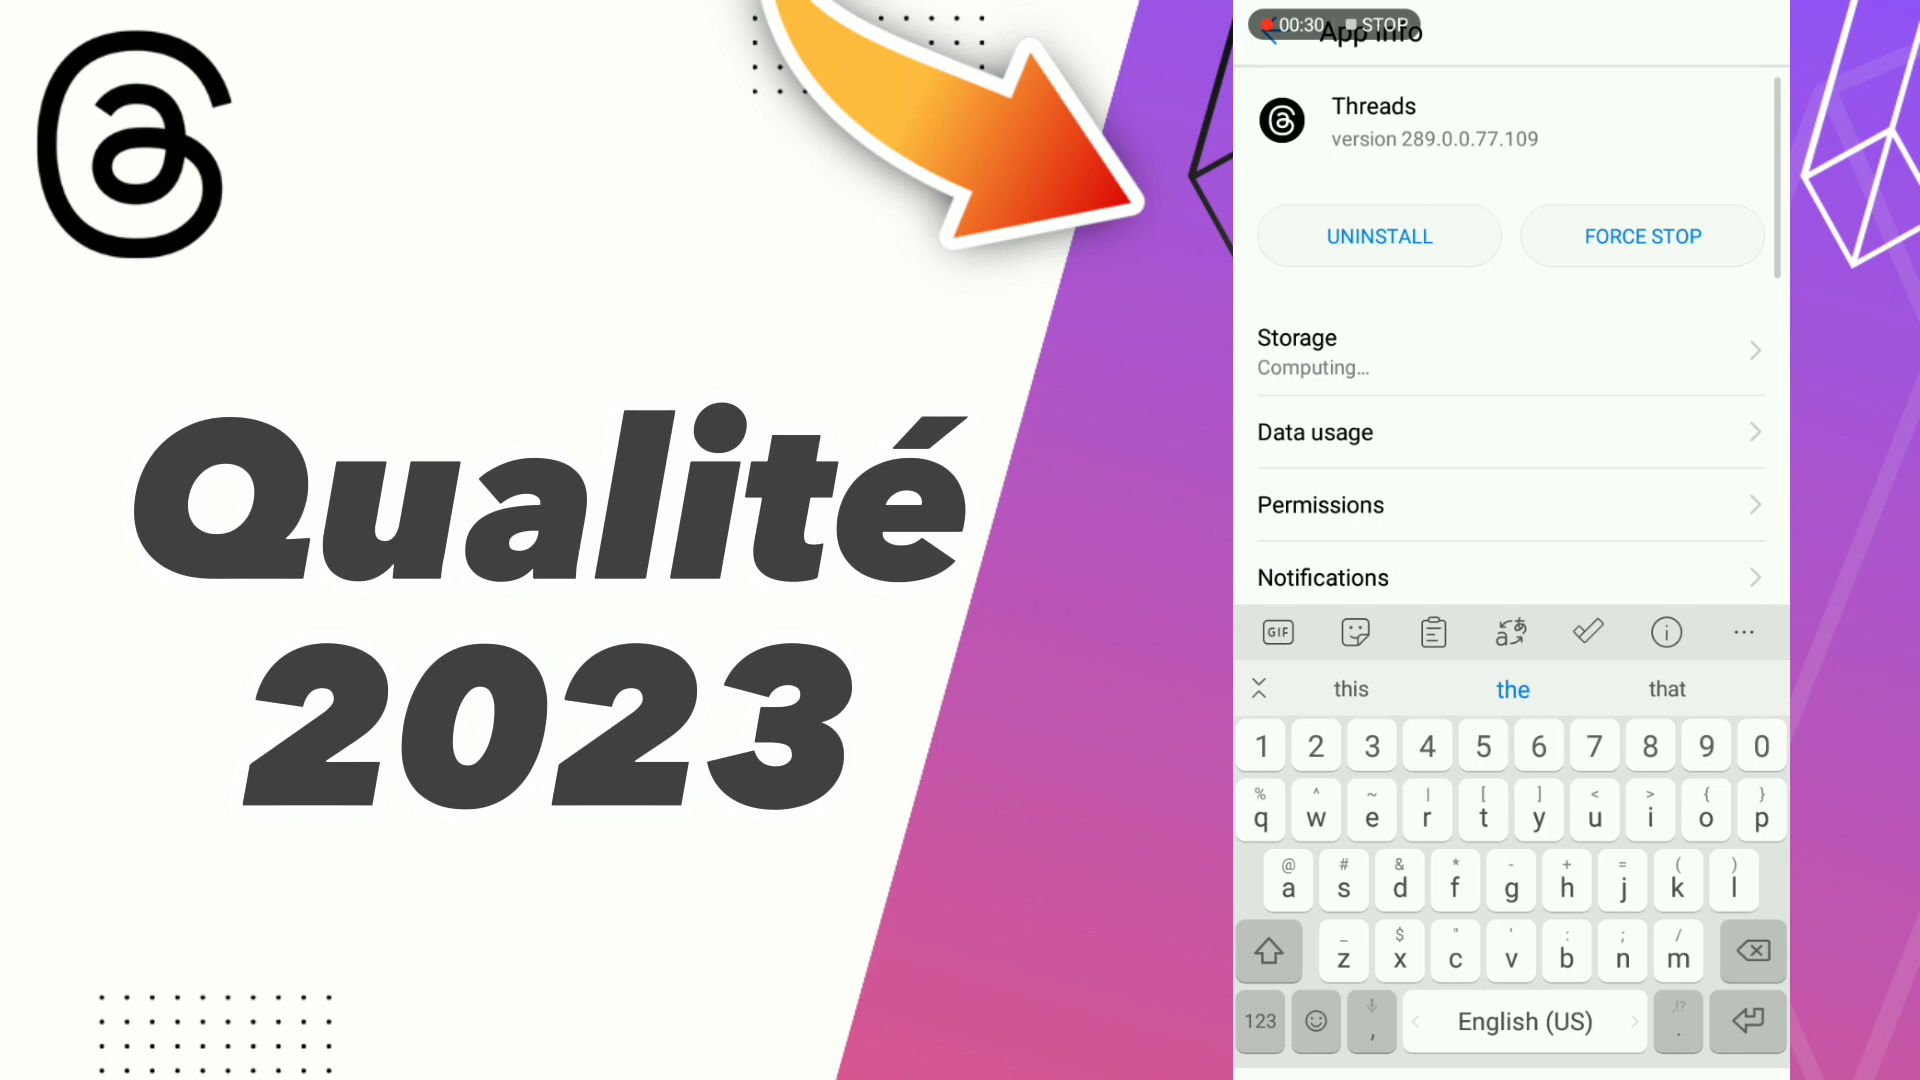 Qualité
2023
00:30 STOP
App info
Threads
version 289.0.0.77.109
UNINSTALL FORCE STOP
Storage
Computing...
Data usage
Permissions
Notifications
GIF
this the that
1 2 3 4 5 6 7 8 9 0
% ^ ~ | [ ] < > { }
q w e r t y u i o p
@ # & * - + = ( )
a s d f g h j k l
_ $ " ' : ; /
z x c v b n m
,!?
123 , English (US) .